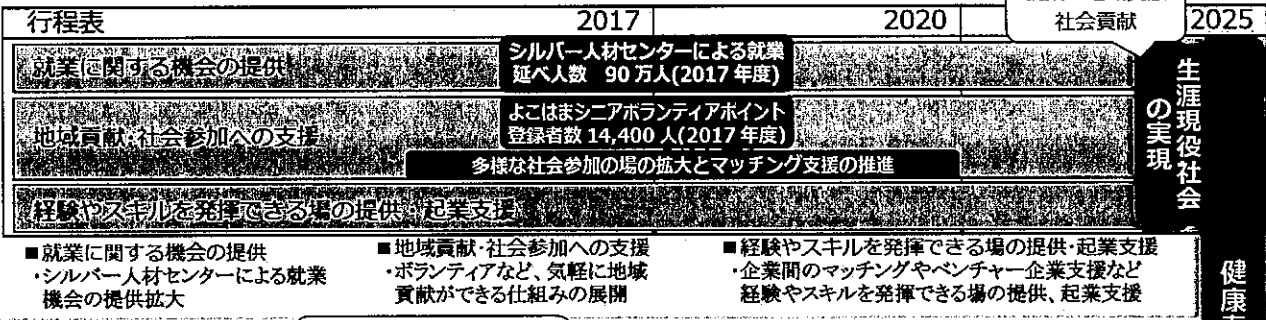 行程表
2017
2020
社会貢献
2025
就業に関する機会の提供
シルバー人材センターによる就業
延べ人数 90万人(2017年度)
地域貢献・社会参加への支援
よこはまシニアボランティアポイント
登録者数 14,400人(2017年度)
多様な社会参加の場の拡大とマッチング支援の推進
経験やスキルを発揮できる場の提供・起業支援
生涯現役社会
の実現
■就業に関する機会の提供
・シルバー人材センターによる就業
機会の提供拡大
■地域貢献・社会参加への支援
・ボランティアなど、気軽に地域
貢献ができる仕組みの展開
■経験やスキルを発揮できる場の提供・起業支援
・企業間のマッチングやベンチャー企業支援など
経験やスキルを発揮できる場の提供、起業支援
健康